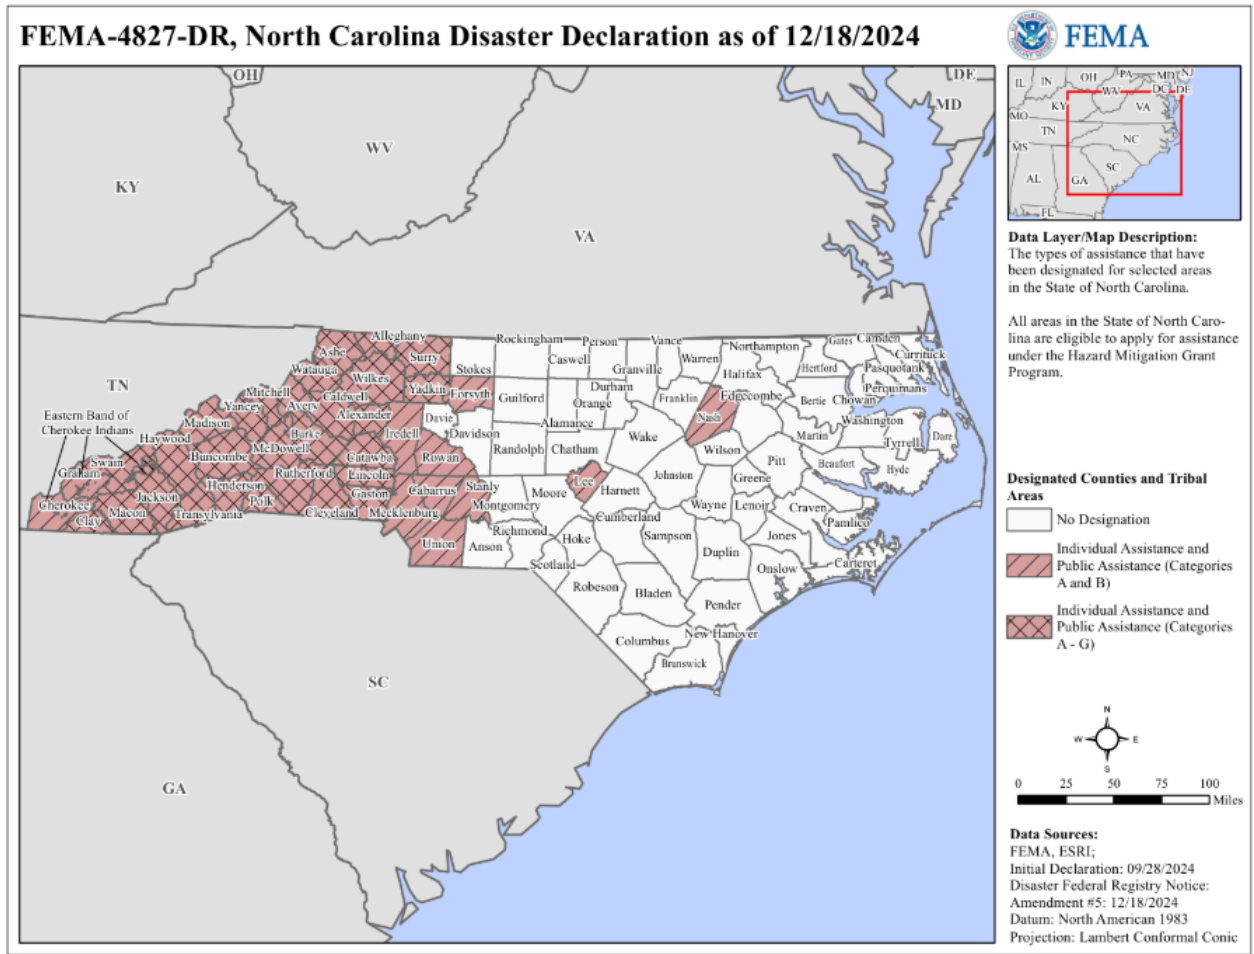 FEMA-4827-DR, North Carolina Disaster Declaration as of 12/18/2024
FEMA
OH
DE
MD
WV
KY
VA
TN
Eastern Band of
Cherokee Indians
Alleghany
Ashe
Surry
Watauga
Wilkes
Stokes
Rockingham
Caswell
Person
Granville
Vance
Warren
Northampton
Gates
Camden
Currituck
Pasquotank
Perquimans
Hertford
Halifax
Mitchell
Yancey
Avery
Caldwell
Alexander
Yadkin
Forsyth
Guilford
Durham
Orange
Alamance
Franklin
Nash
Edgecombe
Bertie
Chowan
Washington
Tyrrell
Dare
Madison
Haywood
Buncombe
McDowell
Burke
Iredell
Davie
Davidson
Randolph
Chatham
Wake
Wilson
Martin
Beaufort
Hyde
Pitt
Swain
Graham
Cherokee
Clay
Macon
Jackson
Transylvania
Henderson
Polk
Rutherford
Cleveland
Catawba
Lincoln
Gaston
Mecklenburg
Rowan
Cabarrus
Stanly
Montgomery
Union
Anson
Richmond
Moore
Lee
Harnett
Johnston
Greene
Wayne
Lenoir
Craven
Pamlico
Cumberland
Hoke
Scotland
Sampson
Duplin
Jones
Onslow
Carteret
Robeson
Bladen
Pender
Columbus
New Hanover
Brunswick
SC
GA
IL
IN
OH
PA
MD
NJ
WV
DC
DE
KY
VA
MO
TN
NC
MS
SC
AL
GA
FL
Data Layer/Map Description:
The types of assistance that have
been designated for selected areas
in the State of North Carolina.
All areas in the State of North Caro-
lina are eligible to apply for assistance
under the Hazard Mitigation Grant
Program.
Designated Counties and Tribal
Areas
No Designation
Individual Assistance and
Public Assistance (Categories
A and B)
Individual Assistance and
Public Assistance (Categories
A - G)
N
W
E
S
0 25 50 75 100
Miles
Data Sources:
FEMA, ESRI;
Initial Declaration: 09/28/2024
Disaster Federal Registry Notice:
Amendment #5: 12/18/2024
Datum: North American 1983
Projection: Lambert Conformal Conic